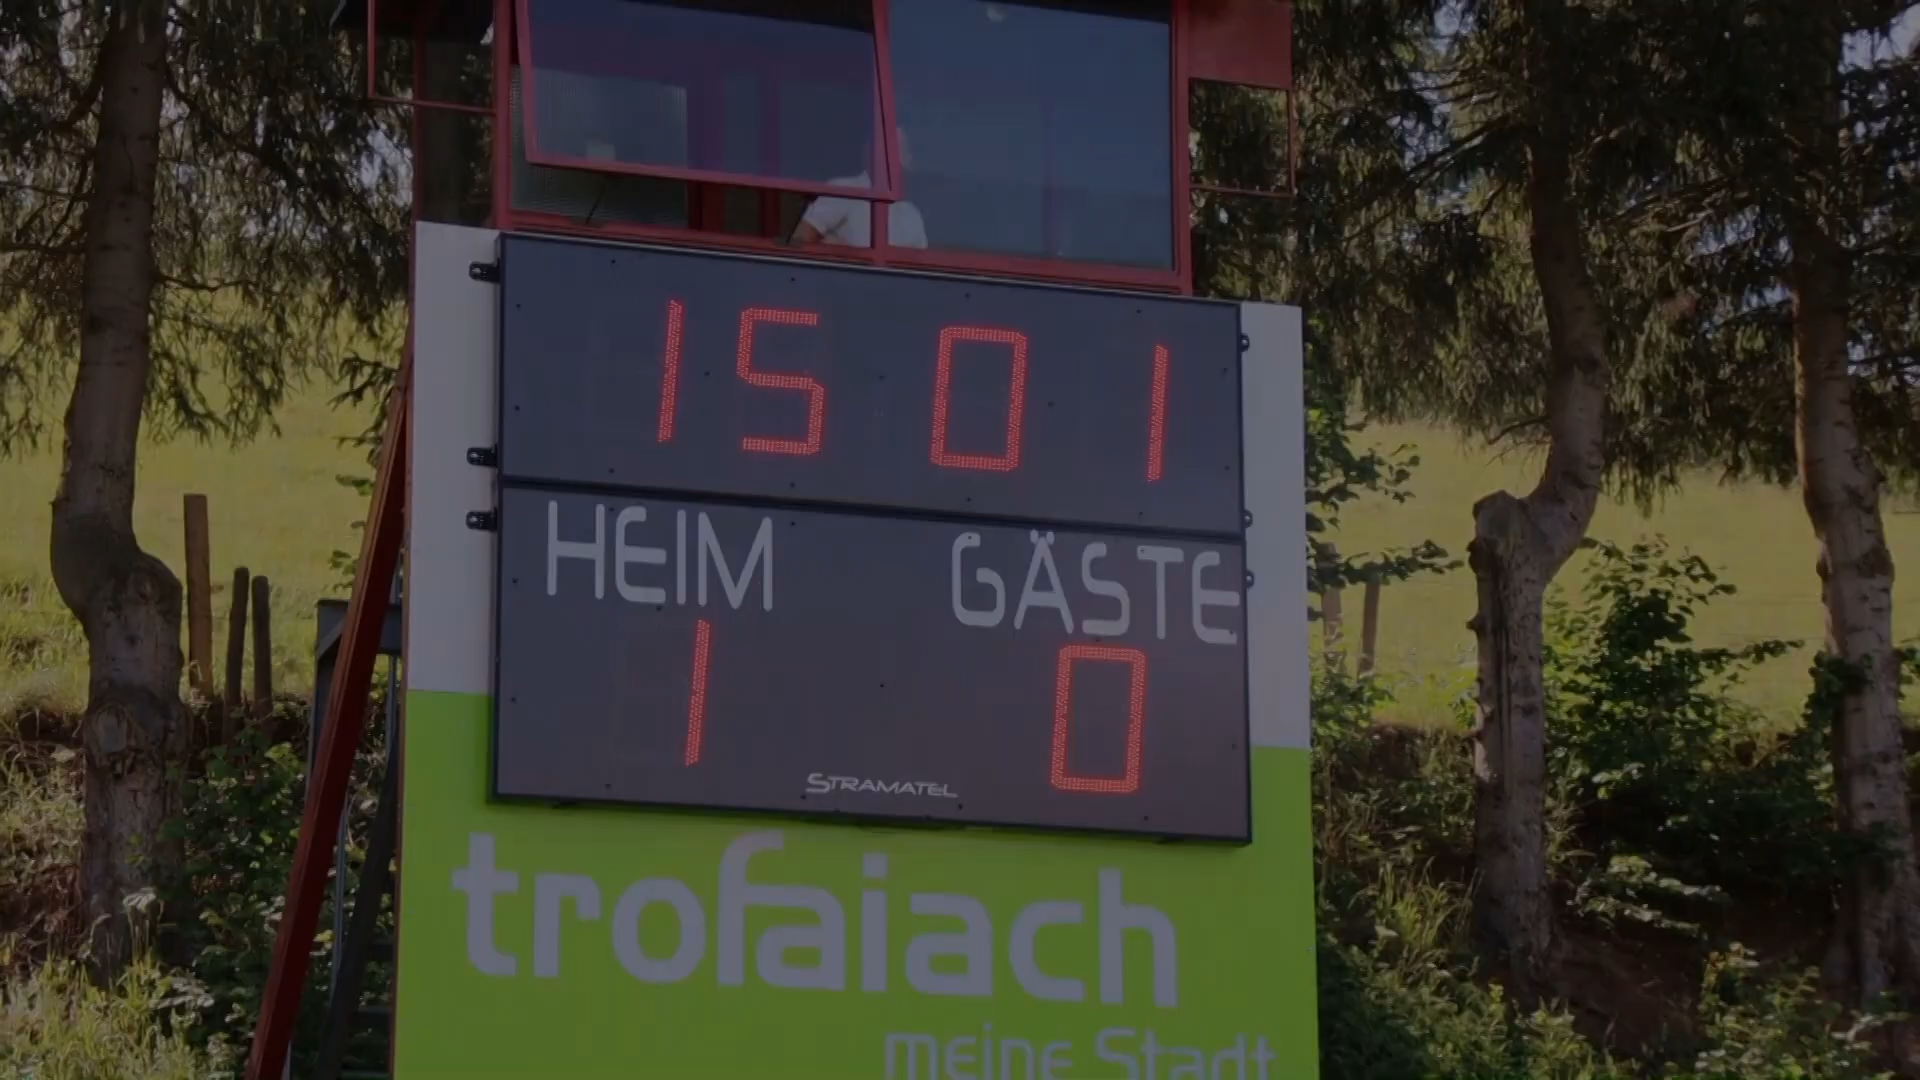 15 01
HEIM GÄSTE
1 0
STRAMATEL
trofaiach
meine Stadt